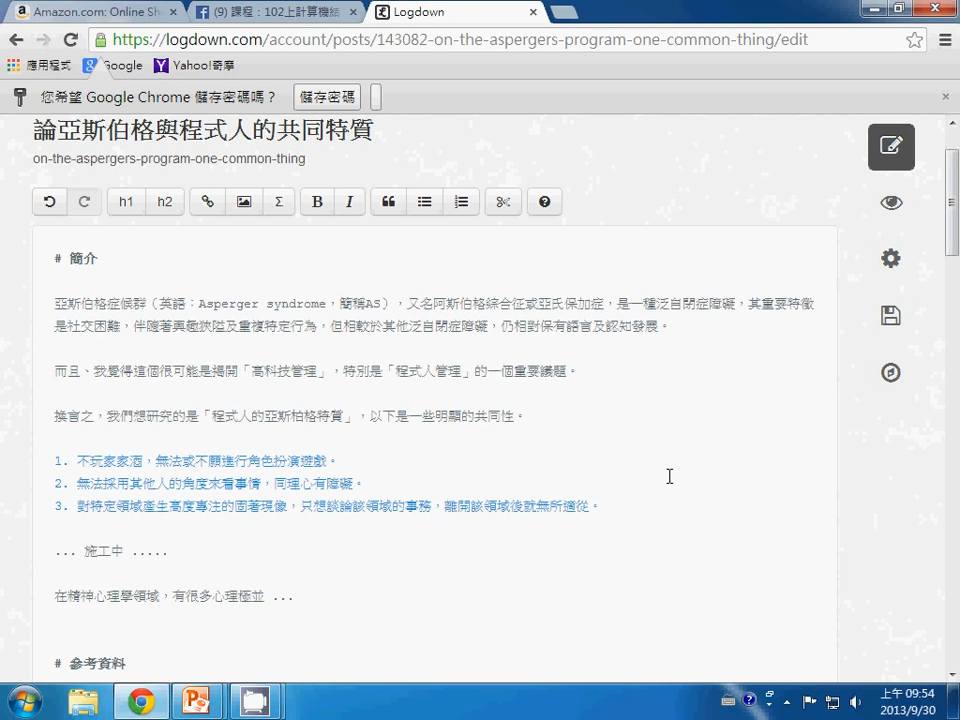 Amazon.com: Online Sh
(9) 課程：102上計算機結
Logdown
https://logdown.com/account/posts/143082-on-the-aspergers-program-one-common-thing/edit
應用程式
Google
Yahoo!奇摩
您希望 Google Chrome 儲存密碼嗎？
儲存密碼
論亞斯伯格與程式人的共同特質
on-the-aspergers-program-one-common-thing
h1 h2 Σ B I
# 簡介
亞斯伯格症候群（英語：Asperger syndrome，簡稱AS），又名阿斯伯格綜合征或亞氏保加症，是一種泛自閉症障礙，其重要特徵
是社交困難，伴隨著興趣狹隘及重複特定行為，但相較於其他泛自閉症障礙，仍相對保有語言及認知發展。
而且、我覺得這個很可能是揭開「高科技管理」，特別是「程式人管理」的一個重要議題。
換言之，我們想研究的是「程式人的亞斯柏格特質」，以下是一些明顯的共同性。
1. 不玩家家酒，無法或不願進行角色扮演遊戲。
2. 無法採用其他人的角度來看事情，同理心有障礙。
3. 對特定領域產生高度專注的固著現像，只想談論該領域的事務，離開該領域後就無所適從。
... 施工中 .....
在精神心理學領域，有很多心理極並 ...
# 參考資料
上午 09:54
2013/9/30